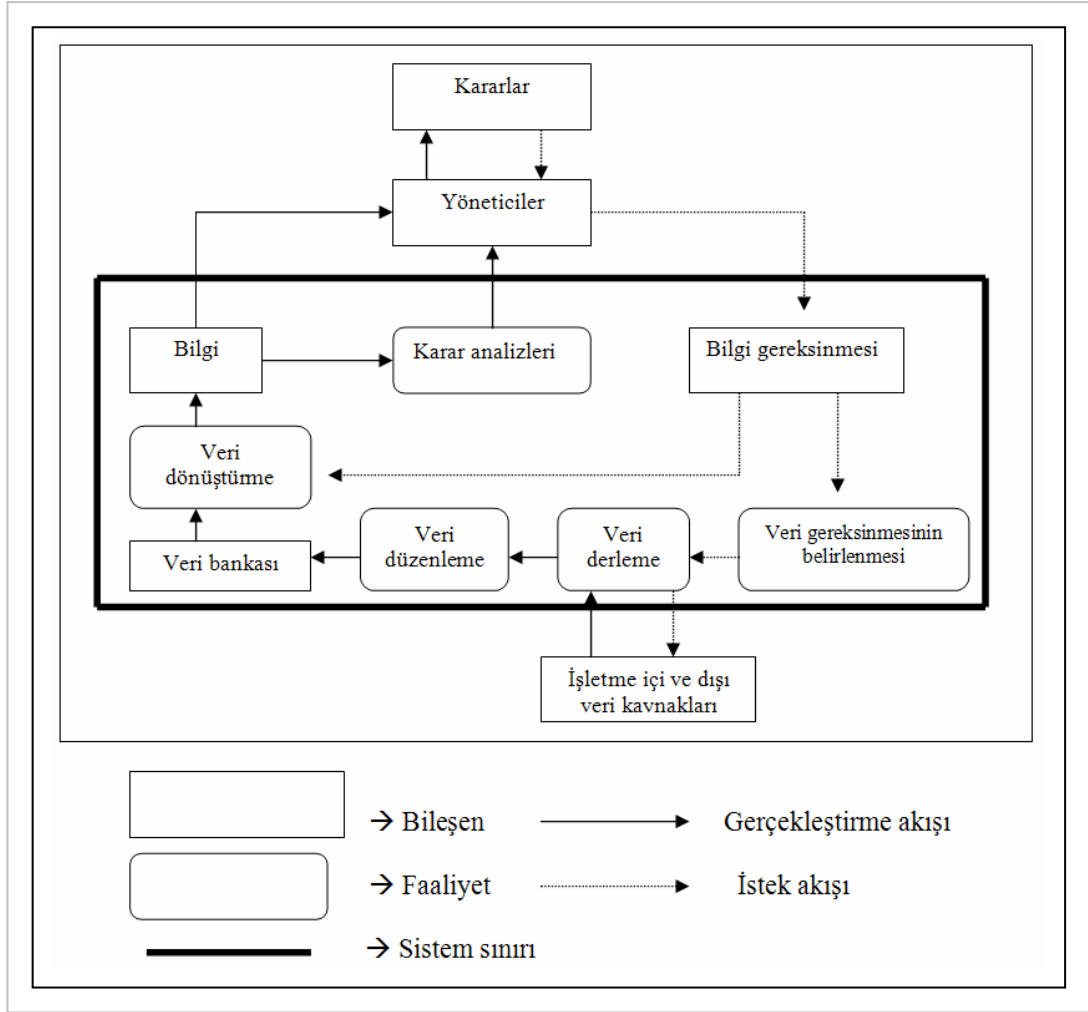 Kararlar
Yöneticiler
Bilgi
Karar analizleri
Bilgi gereksinmesi
Veri
dönüştürme
Veri bankası
Veri
düzenleme
Veri
derleme
Veri gereksinmesinin
belirlenmesi
İşletme içi ve dışı
veri kavnakları
→ Bileşen
Gerçekleştirme akışı
→ Faaliyet
İstek akışı
→ Sistem sınırı